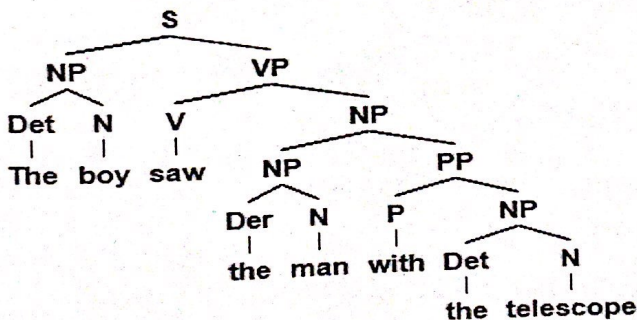 S
NP VP
Det N V NP
The boy saw NP PP
Der N P NP
the man with Det N
the telescope